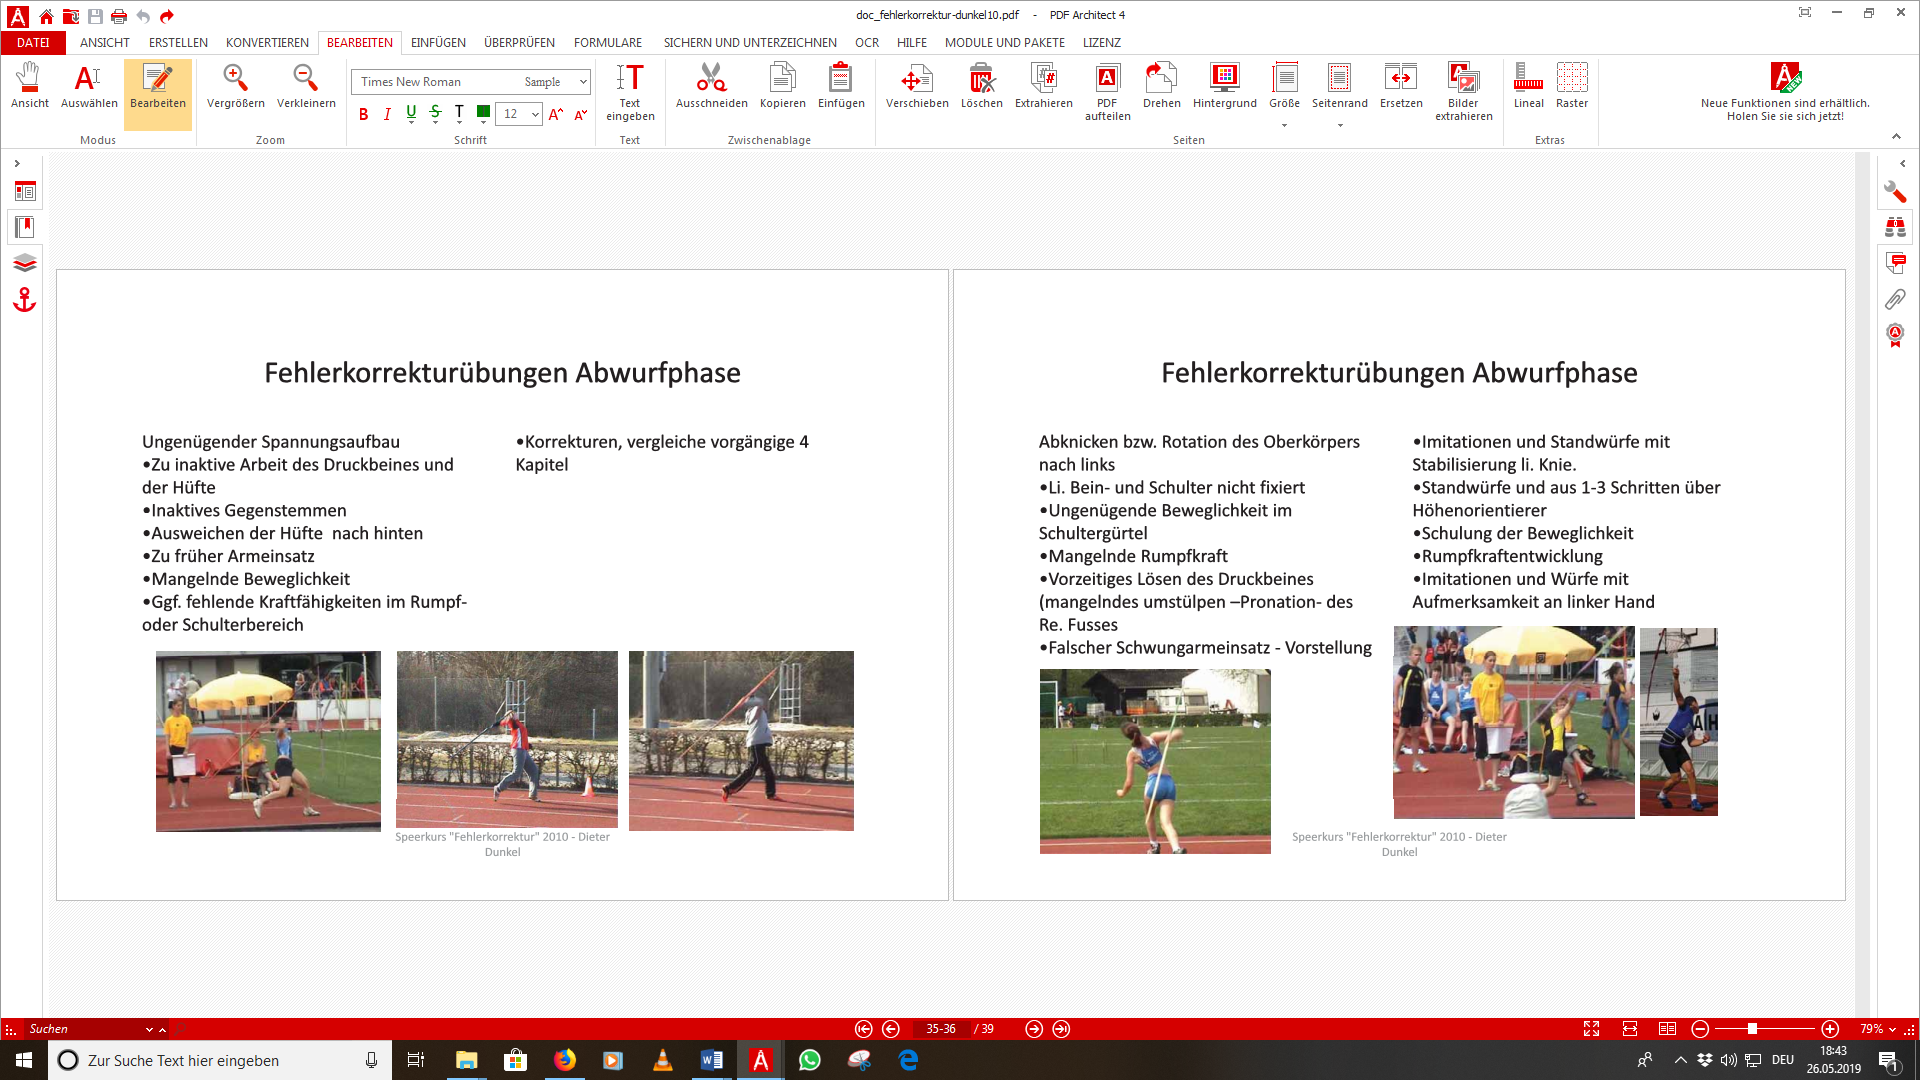 doc_fehlerkorrektur-dunkel10.pdf - PDF Architect 4
DATEI ANSICHT ERSTELLEN KONVERTIEREN BEARBEITEN EINFÜGEN ÜBERPRÜFEN FORMULARE SICHERN UND UNTERZEICHNEN OCR HILFE MODULE UND PAKETE LIZENZ
Times New Roman Sample
Ansicht Auswählen Bearbeiten Vergrößern Verkleinern
B I U S T 12 A A
Text
eingeben
Ausschneiden Kopieren Einfügen Verschieben Löschen Extrahieren
PDF
aufteilen
Drehen Hintergrund Größe Seitenrand Ersetzen
Bilder
extrahieren
Lineal Raster
Neue Funktionen sind erhältlich.
Holen Sie sie sich jetzt!
Modus Zoom Schrift Text Zwischenablage Seiten Extras
Fehlerkorrekturübungen Abwurfphase
Ungenügender Spannungsaufbau
•Zu inaktive Arbeit des Druckbeines und
der Hüfte
•Inaktives Gegenstemmen
•Ausweichen der Hüfte  nach hinten
•Zu früher Armeinsatz
•Mangelnde Beweglichkeit
•Ggf. fehlende Kraftfähigkeiten im Rumpf-
oder Schulterbereich
•Korrekturen, vergleiche vorgängige 4
Kapitel
Speerkurs "Fehlerkorrektur" 2010 - Dieter
Dunkel
Fehlerkorrekturübungen Abwurfphase
Abknicken bzw. Rotation des Oberkörpers
nach links
•Li. Bein- und Schulter nicht fixiert
•Ungenügende Beweglichkeit im
Schultergürtel
•Mangelnde Rumpfkraft
•Vorzeitiges Lösen des Druckbeines
(mangelndes umstülpen –Pronation- des
Re. Fusses
•Falscher Schwungarmeinsatz - Vorstellung
•Imitationen und Standwürfe mit
Stabilisierung li. Knie.
•Standwürfe und aus 1-3 Schritten über
Höhenorientierer
•Schulung der Beweglichkeit
•Rumpfkraftentwicklung
•Imitationen und Würfe mit
Aufmerksamkeit an linker Hand
Speerkurs "Fehlerkorrektur" 2010 - Dieter
Dunkel
Suchen
35-36 / 39
79%
Zur Suche Text hier eingeben
DEU
18:43
26.05.2019
1